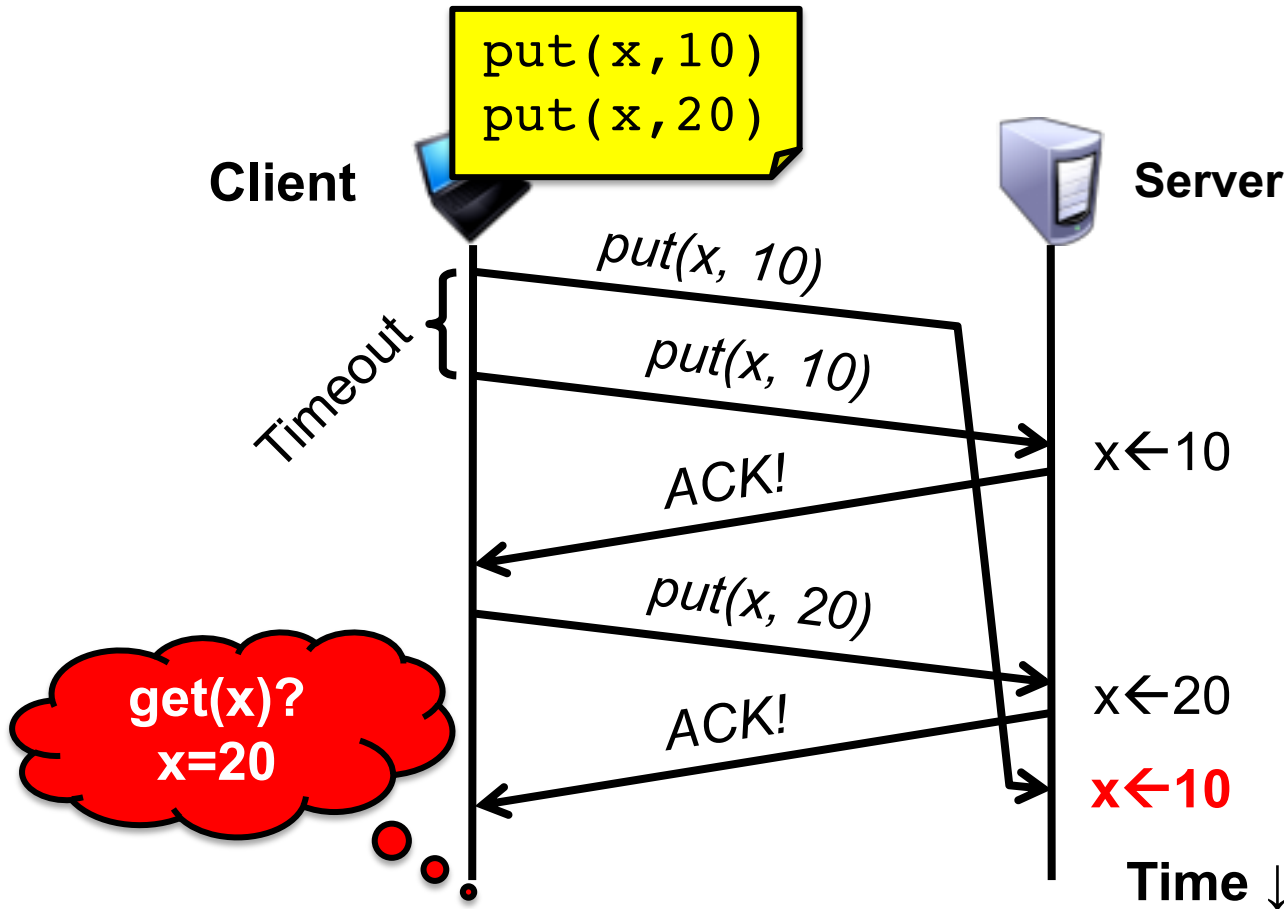 put(x,10)
put(x,20)
Client
Server
put(x, 10)
Timeout
put(x, 10)
x←10
ACK!
put(x, 20)
get(x)?
x=20
x←20
ACK!
x←10
Time ↓